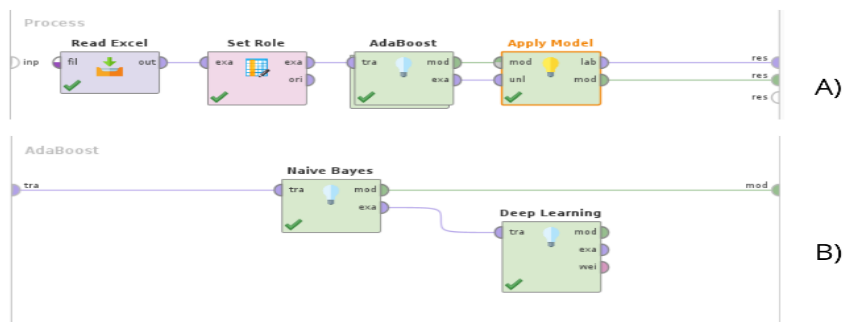 Process
Read Excel Set Role AdaBoost Apply Model
inp fil out exa exa tra mod mod lab res
ori exa unl mod res
res
A)
AdaBoost
tra Naive Bayes mod
tra mod
exa Deep Learning
tra mod
exa
wei
B)